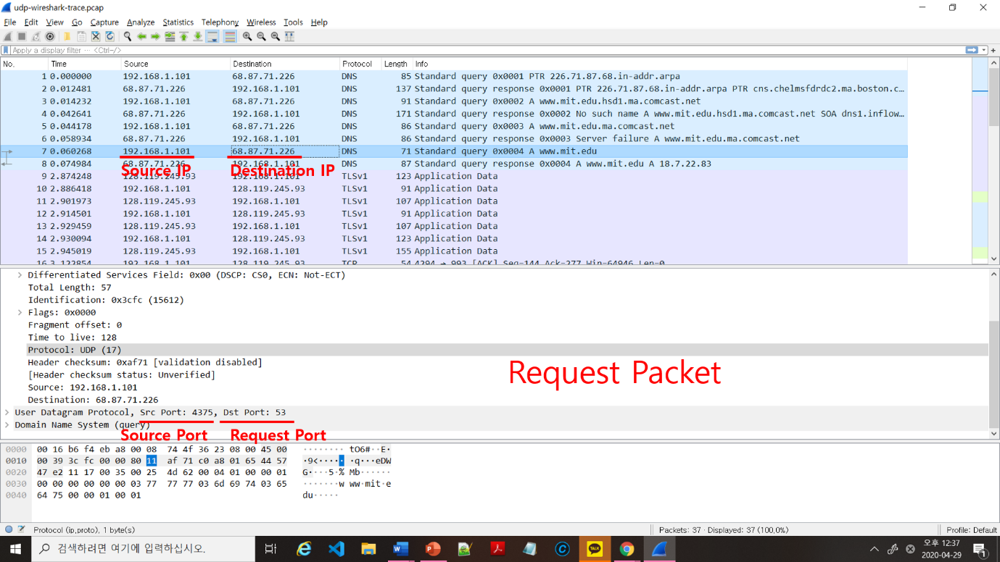 udp-wireshark-trace.pcap
File Edit View Go Capture Analyze Statistics Telephony Wireless Tools Help
Apply a display filter ··· <Ctrl-/>
No. Time Source Destination Protocol Length Info
1 0.000000 192.168.1.101 68.87.71.226 DNS 85 Standard query 0x0001 PTR 226.71.87.68.in-addr.arpa
2 0.012481 68.87.71.226 192.168.1.101 DNS 137 Standard query response 0x0001 PTR 226.71.87.68.in-addr.arpa PTR cns.chelmsfdrdc2.ma.boston.c…
3 0.014232 192.168.1.101 68.87.71.226 DNS 91 Standard query 0x0002 A www.mit.edu.hsd1.ma.comcast.net
4 0.042641 68.87.71.226 192.168.1.101 DNS 171 Standard query response 0x0002 No such name A www.mit.edu.hsd1.ma.comcast.net SOA dns1.inflow…
5 0.044178 192.168.1.101 68.87.71.226 DNS 86 Standard query 0x0003 A www.mit.edu.ma.comcast.net
6 0.058934 68.87.71.226 192.168.1.101 DNS 86 Standard query response 0x0003 Server failure A www.mit.edu.ma.comcast.net
7 0.060268 192.168.1.101 68.87.71.226 DNS 71 Standard query 0x0004 A www.mit.edu
8 0.074984 68.87.71.226 192.168.1.101 DNS 87 Standard query response 0x0004 A www.mit.edu A 18.7.22.83
Source IP Destination IP
9 2.874248 128.119.245.93 192.168.1.101 TLSv1 123 Application Data
10 2.886418 192.168.1.101 128.119.245.93 TLSv1 91 Application Data
11 2.901973 128.119.245.93 192.168.1.101 TLSv1 107 Application Data
12 2.914501 192.168.1.101 128.119.245.93 TLSv1 91 Application Data
13 2.929459 128.119.245.93 192.168.1.101 TLSv1 107 Application Data
14 2.930094 192.168.1.101 128.119.245.93 TLSv1 123 Application Data
15 2.945019 128.119.245.93 192.168.1.101 TLSv1 155 Application Data
16 3.122854 192.168.1.101 128.119.245.93 TCP 54 4294 → 993 [ACK] Seq=144 Ack=277 Win=64946 Len=0
Differentiated Services Field: 0x00 (DSCP: CS0, ECN: Not-ECT)
Total Length: 57
Identification: 0x3cfc (15612)
Flags: 0x0000
Fragment offset: 0
Time to live: 128
Protocol: UDP (17)
Header checksum: 0xaf71 [validation disabled]
[Header checksum status: Unverified]
Source: 192.168.1.101
Destination: 68.87.71.226
Request Packet
User Datagram Protocol, Src Port: 4375, Dst Port: 53
Domain Name System (query)
Source Port Request Port
0000 00 16 b6 f4 eb a8 00 08 74 4f 36 23 08 00 45 00 ········ tO6#··E·
0010 00 39 3c fc 00 00 80 11 af 71 c0 a8 01 65 44 57 ·9<····· ·q···eDW
0020 47 e2 11 17 00 35 00 25 4d 62 00 04 01 00 00 01 G····5·% Mb······
0030 00 00 00 00 00 00 03 77 77 77 03 6d 69 74 03 65 ·······w ww·mit·e
0040 64 75 00 00 01 00 01 du·····
Protocol (ip,proto), 1 byte(s) Packets: 37 · Displayed: 37 (100,0%) Profile: Default
검색하려면 여기에 입력하십시오.
TALK
오후 12:37
2020-04-29
1